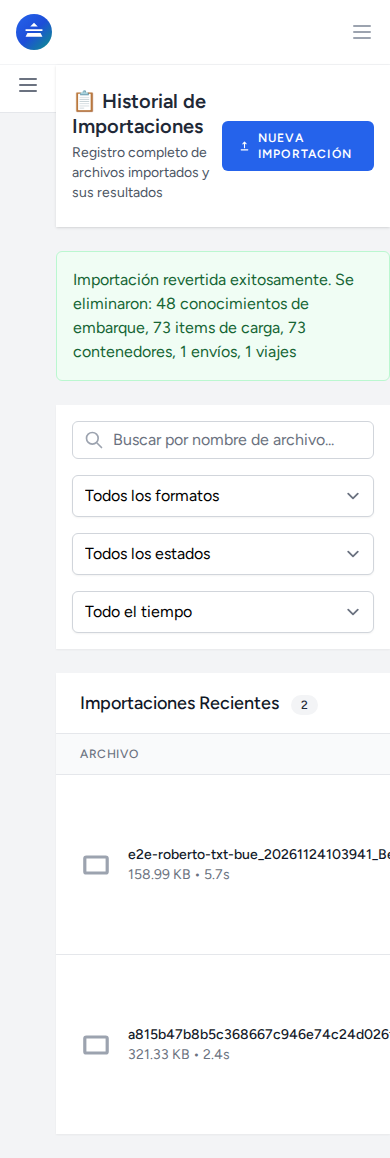 📋 Historial de
Importaciones
Registro completo de
archivos importados y
sus resultados
NUEVA
IMPORTACIÓN
Importación revertida exitosamente. Se
eliminaron: 48 conocimientos de
embarque, 73 items de carga, 73
contenedores, 1 envíos, 1 viajes
Buscar por nombre de archivo...
Todos los formatos
Todos los estados
Todo el tiempo
Importaciones Recientes 2
ARCHIVO
e2e-roberto-txt-bue_20261124103941_Be
158.99 KB • 5.7s
a815b47b8b5c368667c946e74c24d026
321.33 KB • 2.4s